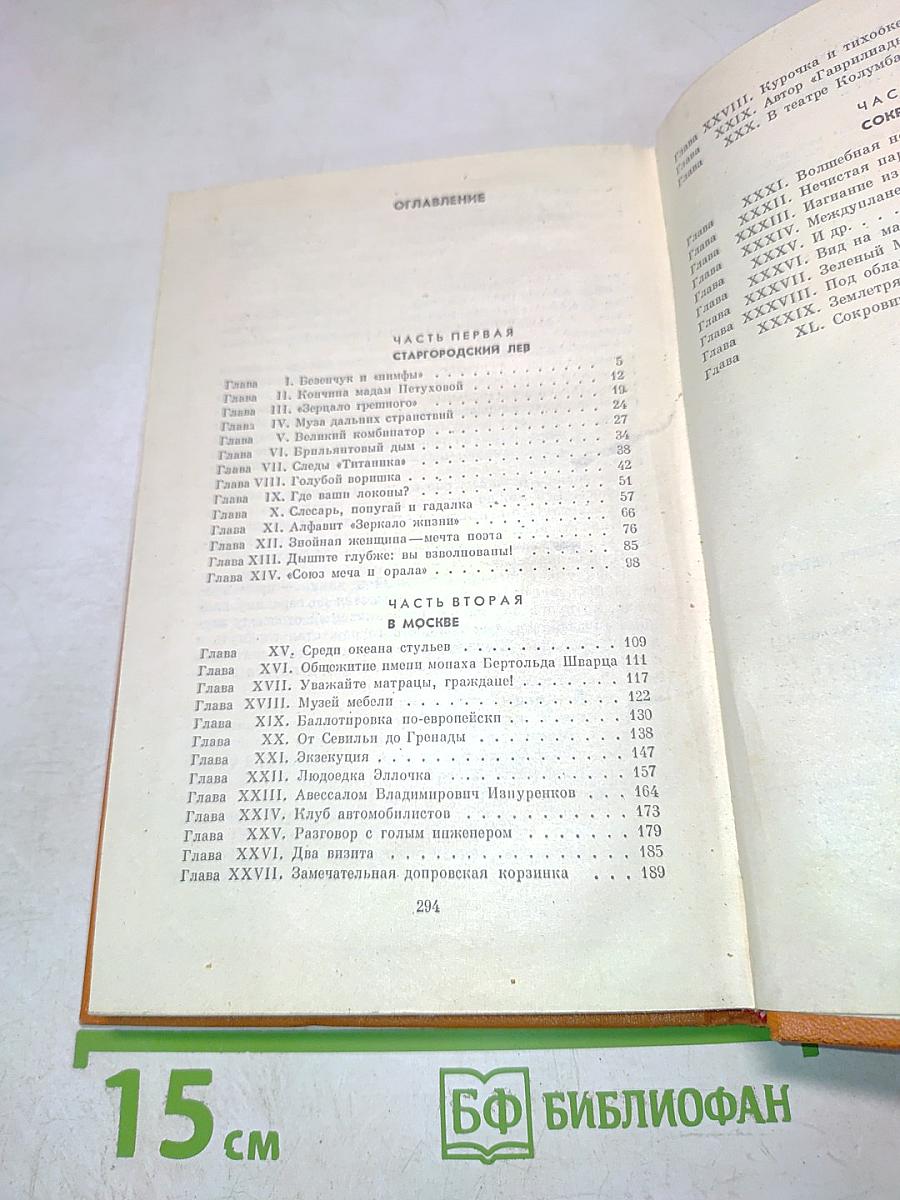 ОГЛАВЛЕНИЕ
ЧАСТЬ ПЕРВАЯ
СТАРГОРОДСКИЙ ЛЕВ
Глава I. Безенчук и «нимфы» . . . . . . . . . . 5
Глава II. Кончина мадам Петуховой . . . . . . . . 12
Глава III. «Зерцало грешного» . . . . . . . . . . 19
Глава IV. Муза дальних странствий . . . . . . . . 24
Глава V. Великий комбинатор . . . . . . . . . . 27
Глава VI. Брильянтовый дым . . . . . . . . . . 34
Глава VII. Следы «Титаника» . . . . . . . . . . 38
Глава VIII. Голубой воришка . . . . . . . . . . 42
Глава IX. Где ваши локоны? . . . . . . . . . . 51
Глава X. Слесарь, попугай и гадалка . . . . . . . 57
Глава XI. Алфавит «Зеркало жизни» . . . . . . . 66
Глава XII. Знойная женщина — мечта поэта . . . . . 76
Глава XIII. Дышите глубже: вы взволнованы! . . . . . 85
Глава XIV. «Союз меча и орала» . . . . . . . . . . 98
ЧАСТЬ ВТОРАЯ
В МОСКВЕ
Глава XV. Среди океана стульев . . . . . . . . . . 109
Глава XVI. Общежитие имени монаха Бертольда Шварца 111
Глава XVII. Уважайте матрацы, граждане! . . . . . . . 117
Глава XVIII. Музей мебели . . . . . . . . . . . . 122
Глава XIX. Баллотировка по-европейски . . . . . . . 130
Глава XX. От Севильи до Гренады . . . . . . . . 138
Глава XXI. Экзекуция . . . . . . . . . . . . . 147
Глава XXII. Людоедка Эллочка . . . . . . . . . . 157
Глава XXIII. Авессалом Владимирович Изнуренков . . . 164
Глава XXIV. Клуб автомобилистов . . . . . . . . . 173
Глава XXV. Разговор с голым инженером . . . . . . . 179
Глава XXVI. Два визита . . . . . . . . . . . . . 185
Глава XXVII. Замечательная допровская корзинка . . . 189
294
Глава XXVIII. Курочка и тихооке
Глава XXIX. Автор «Гаврилиады
Глава XXX. В театре Колумба
ЧАС
СОКР
Глава XXXI. Волшебная н
Глава XXXII. Нечистая пар
Глава XXXIII. Изгнание из
Глава XXXIV. Междуплане
Глава XXXV. И др. . . .
Глава XXXVI. Вид на ма
Глава XXXVII. Зеленый М
Глава XXXVIII. Под обла
Глава XXXIX. Землетря
Глава XL. Сокрови
15 см
БФ БИБЛИОФАН